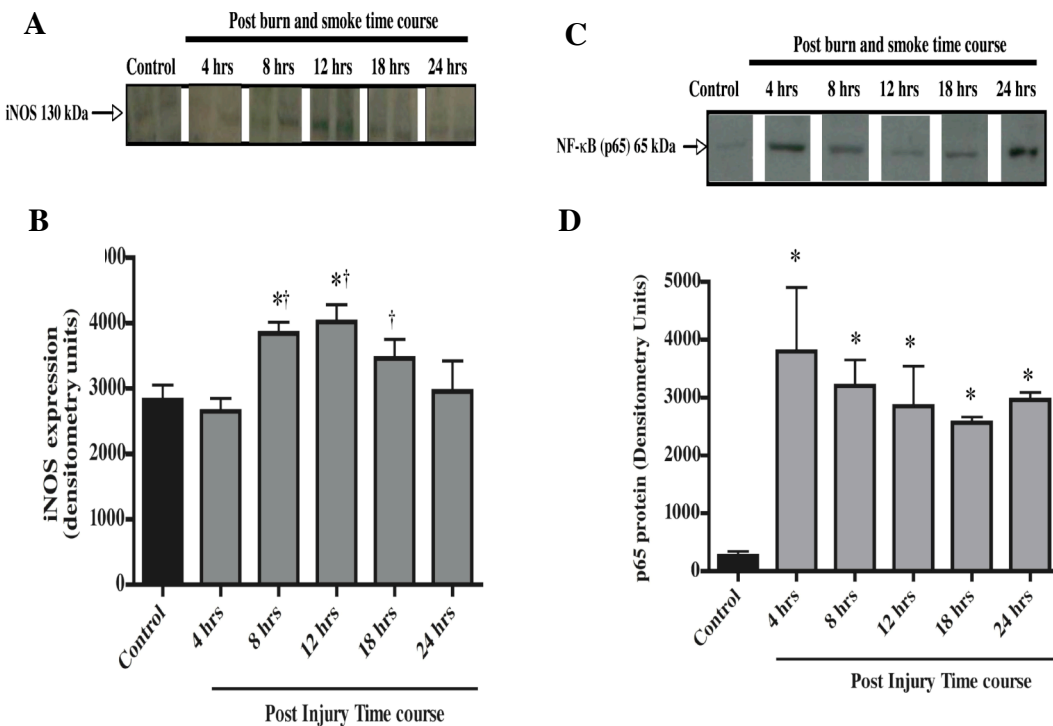 A
Post burn and smoke time course
Control 4 hrs 8 hrs 12 hrs 18 hrs 24 hrs
iNOS 130 kDa
B
iNOS expression
(densitometry units)
000
4000
3000
2000
1000
0
*†
*†
†
Control 4 hrs 8 hrs 12 hrs 18 hrs 24 hrs
Post Injury Time course
C
Post burn and smoke time course
Control 4 hrs 8 hrs 12 hrs 18 hrs 24 hrs
NF-κB (p65) 65 kDa
D
p65 protein (Densitometry Units)
5000
4000
3000
2000
1000
0
*
*
*
*
*
Control 4 hrs 8 hrs 12 hrs 18 hrs 24 hrs
Post Injury Time course